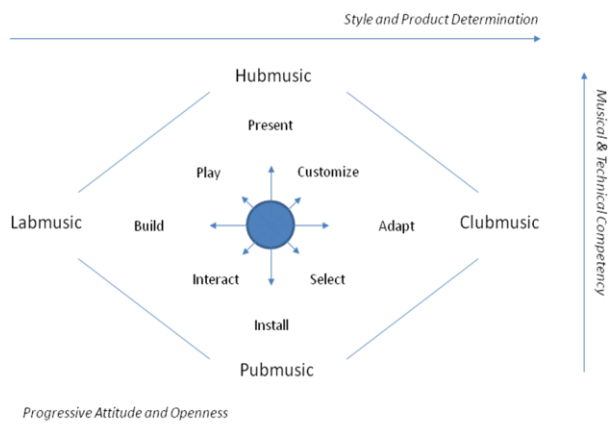 Style and Product Determination
Hubmusic
Present
Play
Customize
Musical & Technical Competency
Labmusic
Build
Adapt
Clubmusic
Interact
Select
Install
Pubmusic
Progressive Attitude and Openness